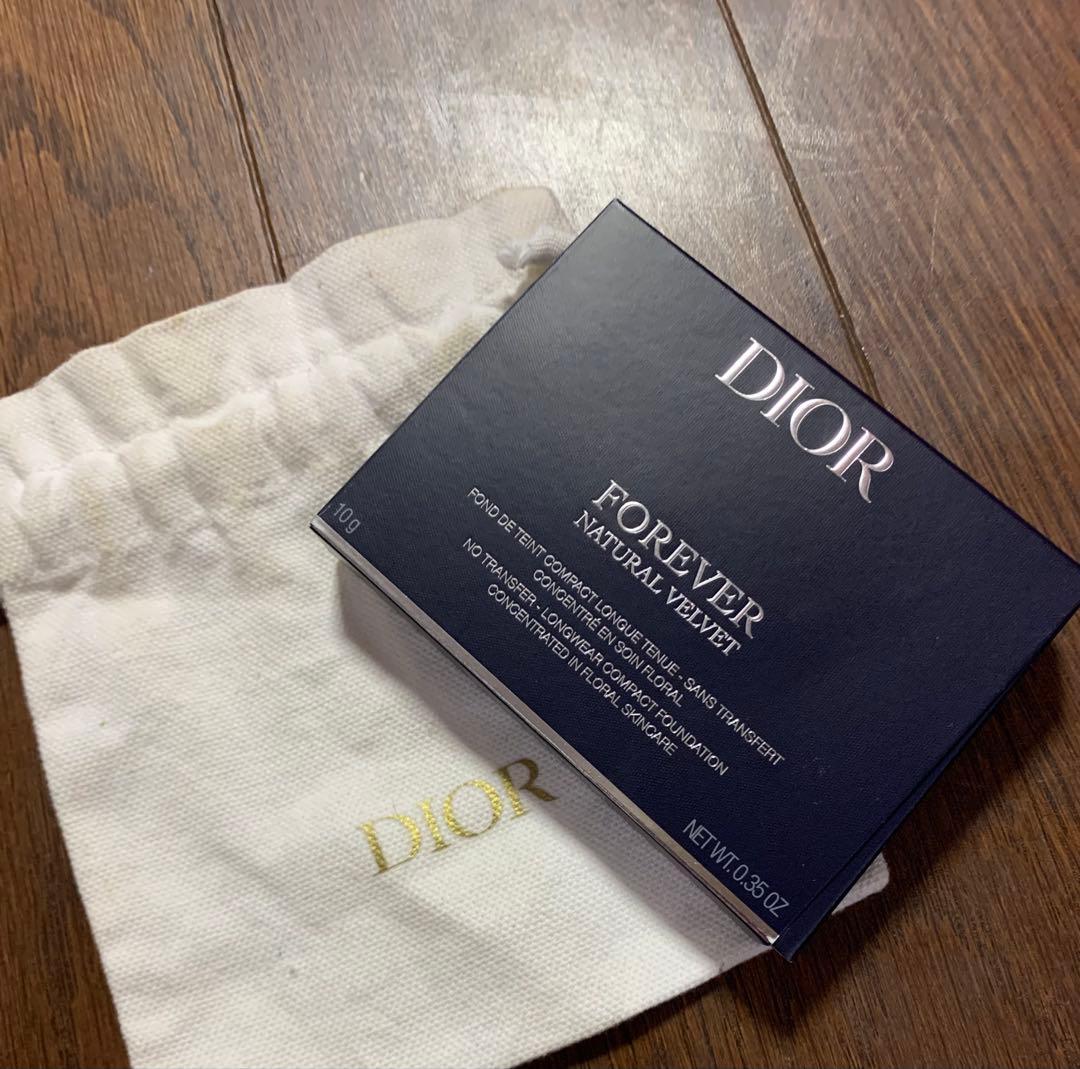 DIOR
FOREVER
NATURAL VELVET
FOND DE TEINT COMPACT LONGUE TENUE - SANS TRANSFERT
CONCENTRÉ EN SOIN FLORAL
NO TRANSFER - LONGWEAR COMPACT FOUNDATION
CONCENTRATED IN FLORAL SKINCARE
10g
NET WT. 0.35 OZ
DIOR